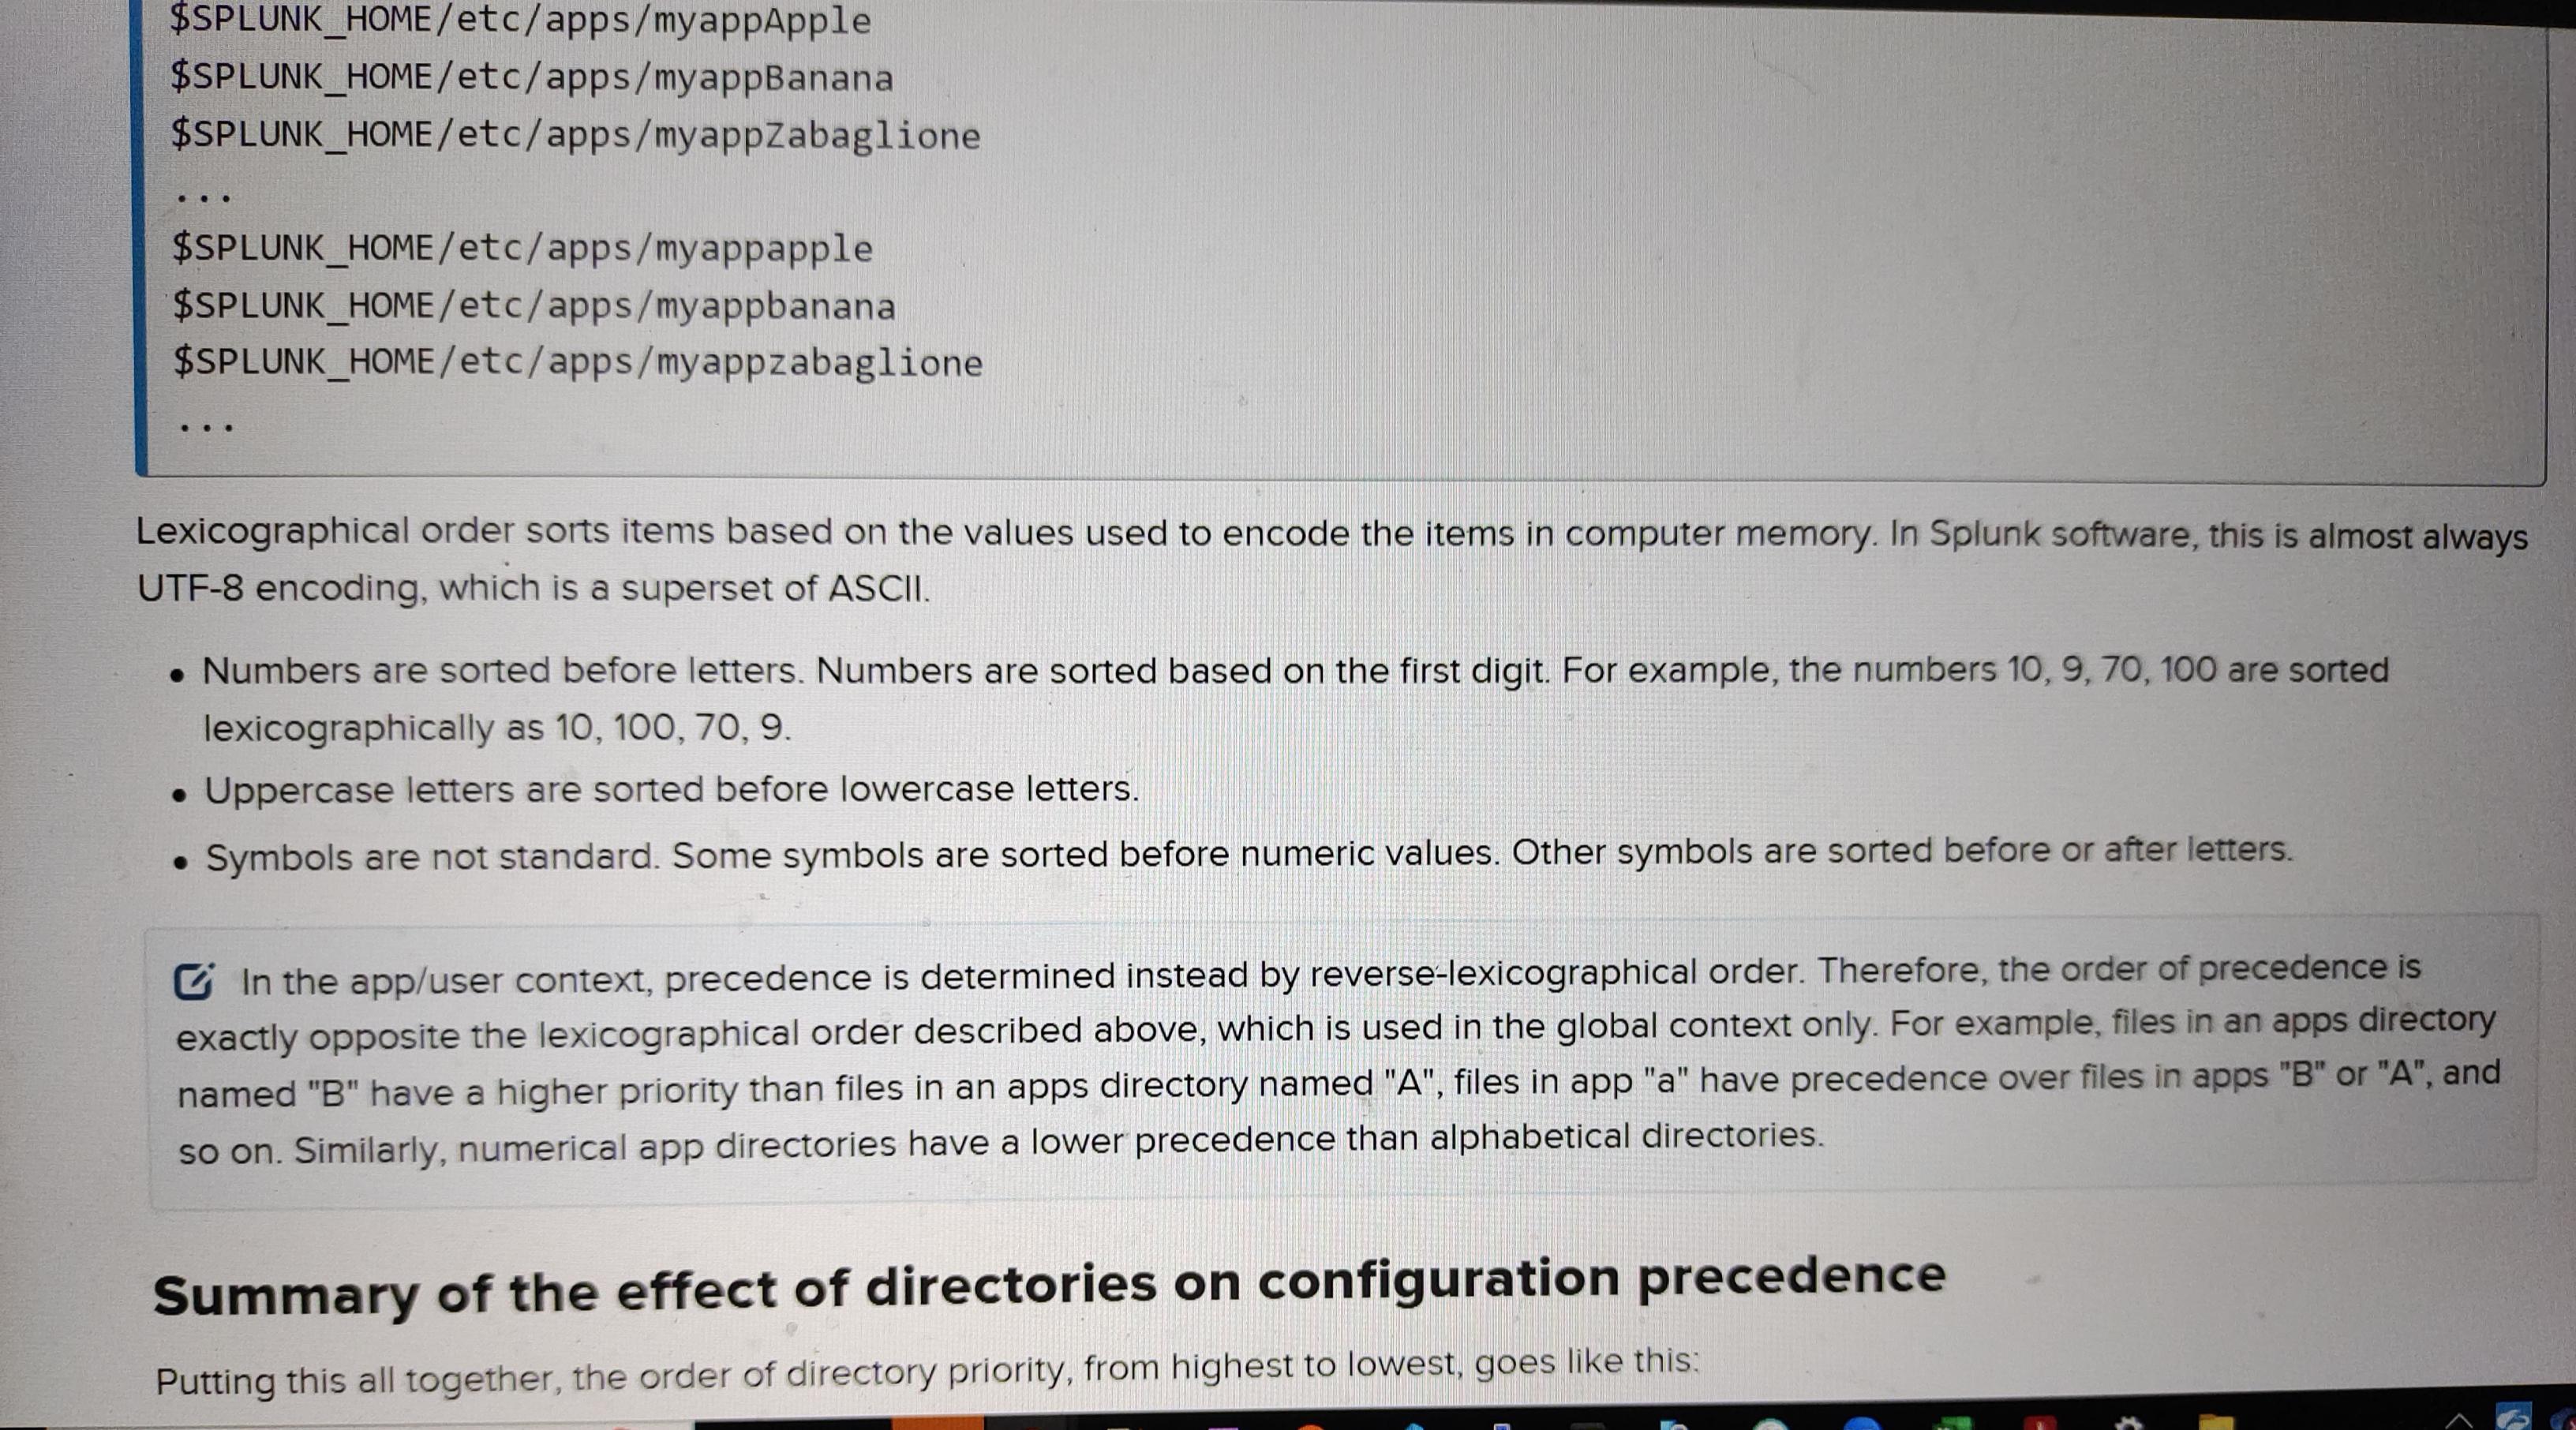 $SPLUNK_HOME/etc/apps/myappApple
$SPLUNK_HOME/etc/apps/myappBanana
$SPLUNK_HOME/etc/apps/myappZabaglione
...
$SPLUNK_HOME/etc/apps/myappapple
$SPLUNK_HOME/etc/apps/myappbanana
$SPLUNK_HOME/etc/apps/myappzabaglione
...
Lexicographical order sorts items based on the values used to encode the items in computer memory. In Splunk software, this is almost always
UTF-8 encoding, which is a superset of ASCII.
• Numbers are sorted before letters. Numbers are sorted based on the first digit. For example, the numbers 10, 9, 70, 100 are sorted
lexicographically as 10, 100, 70, 9.
• Uppercase letters are sorted before lowercase letters.
• Symbols are not standard. Some symbols are sorted before numeric values. Other symbols are sorted before or after letters.
In the app/user context, precedence is determined instead by reverse-lexicographical order. Therefore, the order of precedence is
exactly opposite the lexicographical order described above, which is used in the global context only. For example, files in an apps directory
named "B" have a higher priority than files in an apps directory named "A", files in app "a" have precedence over files in apps "B" or "A", and
so on. Similarly, numerical app directories have a lower precedence than alphabetical directories.
Summary of the effect of directories on configuration precedence
Putting this all together, the order of directory priority, from highest to lowest, goes like this: